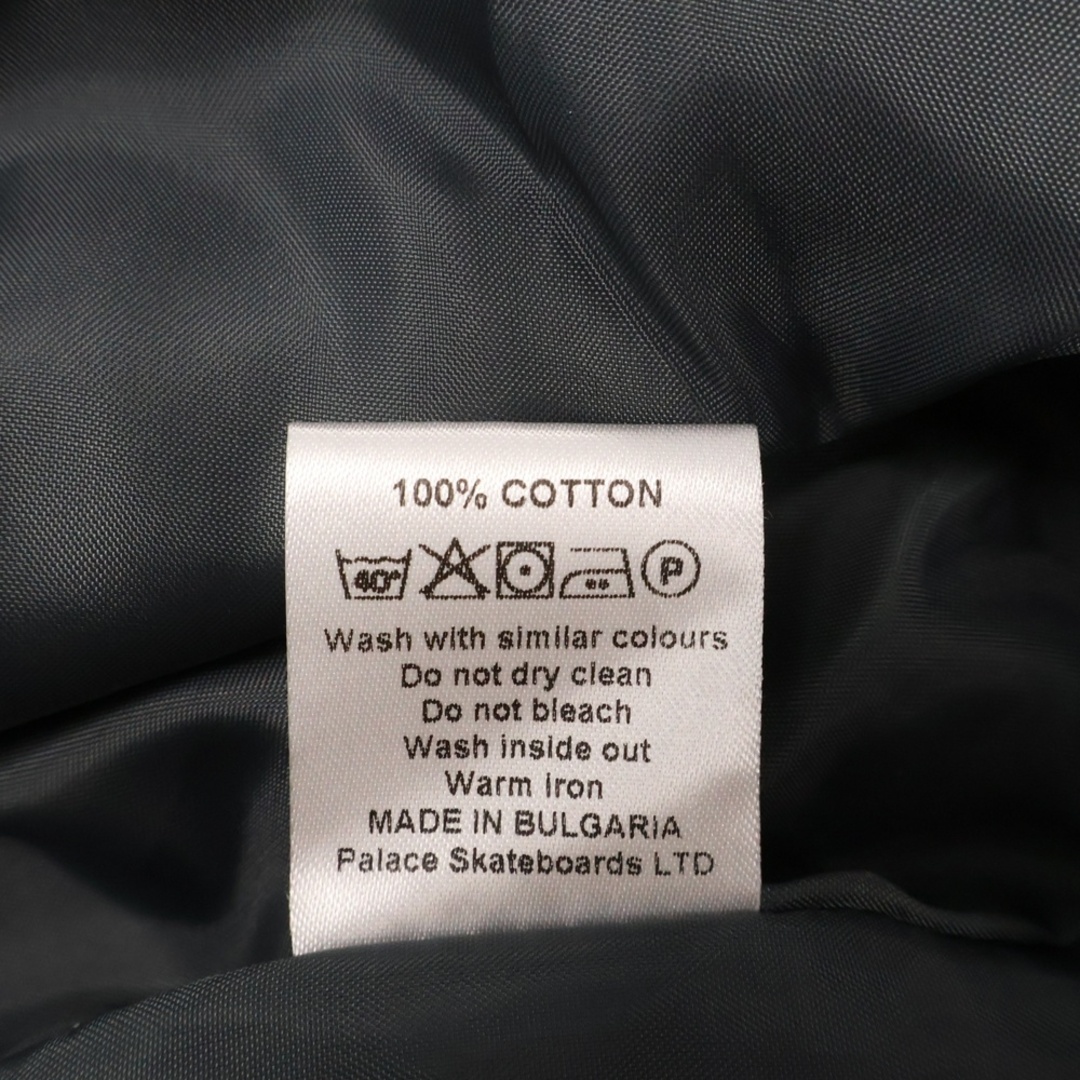 100% COTTON
40° P
Wash with similar colours
Do not dry clean
Do not bleach
Wash inside out
Warm Iron
MADE IN BULGARIA
Palace Skateboards LTD